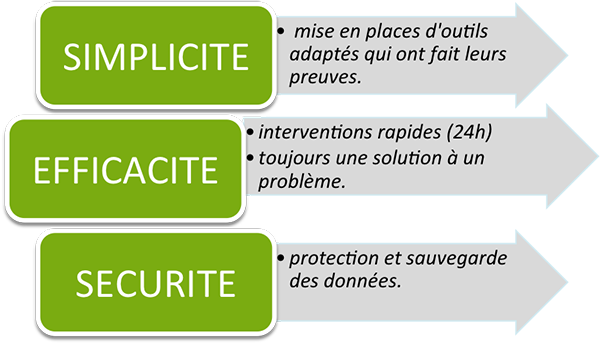 SIMPLICITE
• mise en places d'outils
adaptés qui ont fait leurs
preuves.
EFFICACITE
• interventions rapides (24h)
• toujours une solution à un
problème.
SECURITE
• protection et sauvegarde
des données.